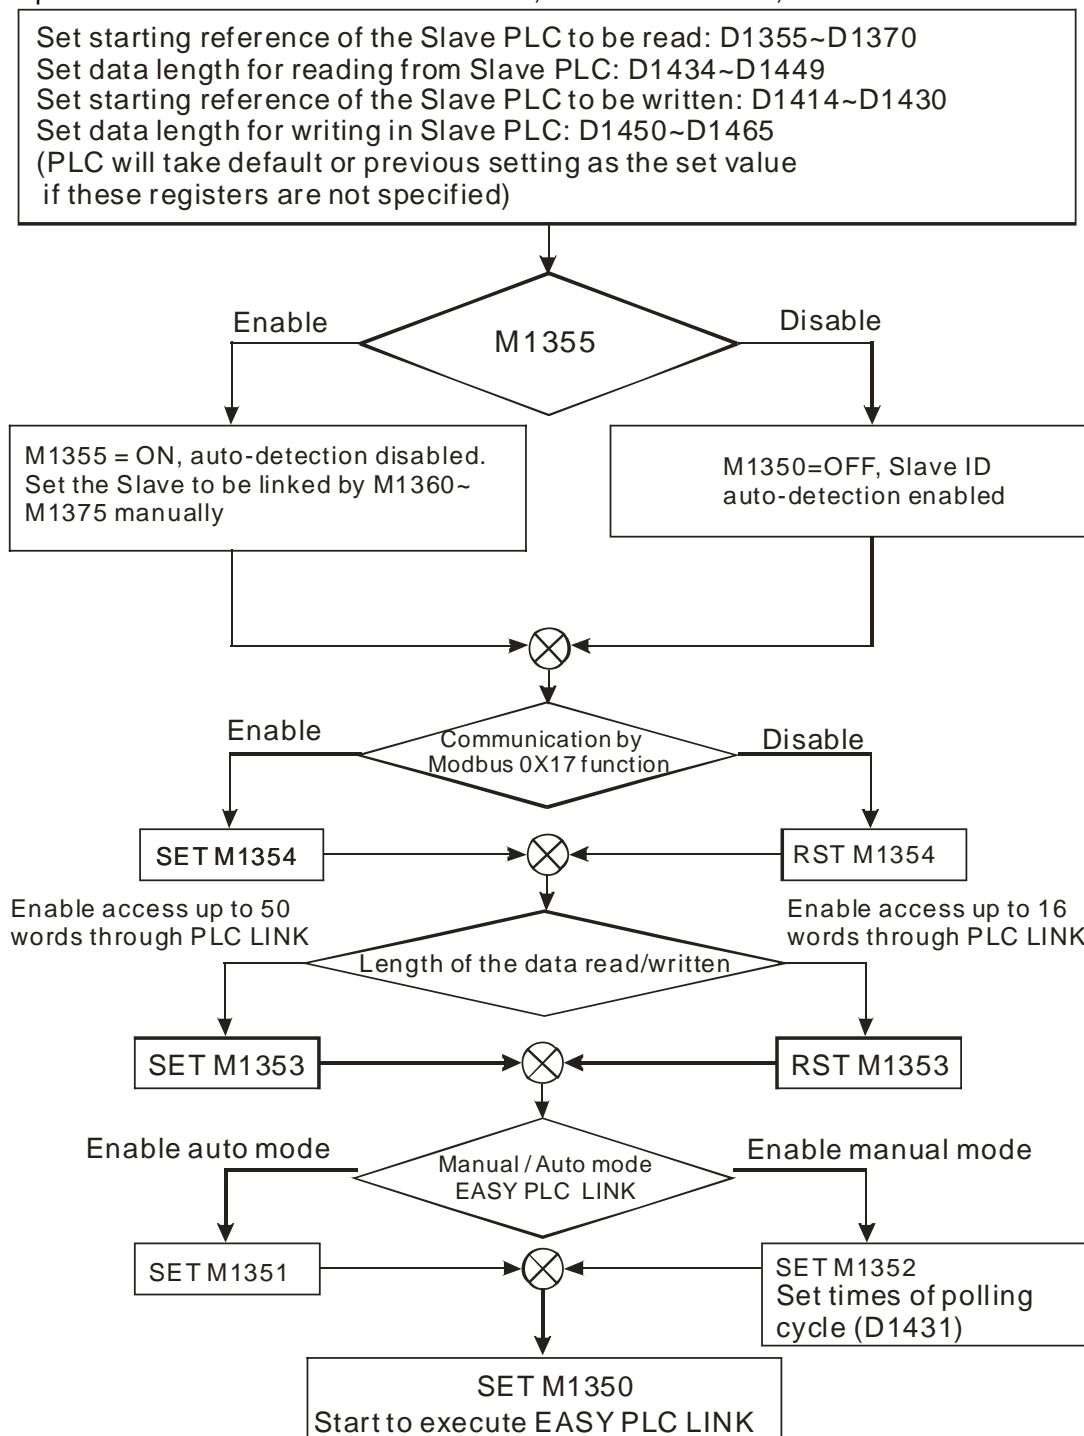 Set starting reference of the Slave PLC to be read: D1355~D1370
Set data length for reading from Slave PLC: D1434~D1449
Set starting reference of the Slave PLC to be written: D1414~D1430
Set data length for writing in Slave PLC: D1450~D1465
(PLC will take default or previous setting as the set value
if these registers are not specified)
Enable
Disable
M1355
M1355 = ON, auto-detection disabled.
Set the Slave to be linked by M1360~
M1375 manually
M1350=OFF, Slave ID
auto-detection enabled
Enable
Disable
Communication by
Modbus 0X17 function
SET M1354
RST M1354
Enable access up to 50
words through PLC LINK
Enable access up to 16
words through PLC LINK
Length of the data read/written
SET M1353
RST M1353
Enable auto mode
Enable manual mode
Manual / Auto mode
EASY PLC LINK
SET M1351
SET M1352
Set times of polling
cycle (D1431)
SET M1350
Start to execute EASY PLC LINK